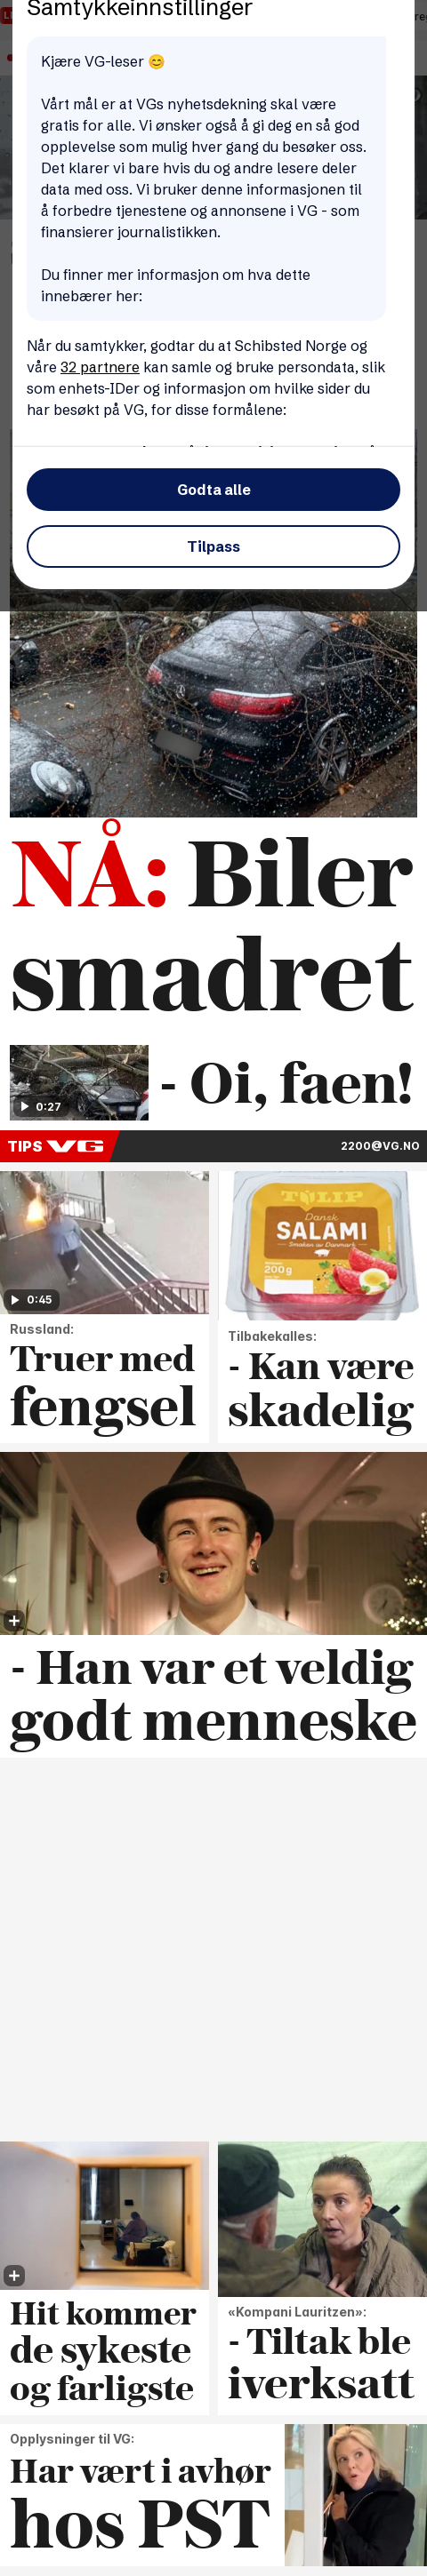 Samtykkeinnstillinger
Kjære VG-leser 😊
Vårt mål er at VGs nyhetsdekning skal være
gratis for alle. Vi ønsker også å gi deg en så god
opplevelse som mulig hver gang du besøker oss.
Det klarer vi bare hvis du og andre lesere deler
data med oss. Vi bruker denne informasjonen til
å forbedre tjenestene og annonsene i VG - som
finansierer journalistikken.
Du finner mer informasjon om hva dette
innebærer her:
Når du samtykker, godtar du at Schibsted Norge og
våre 32 partnere kan samle og bruke persondata, slik
som enhets-IDer og informasjon om hvilke sider du
har besøkt på VG, for disse formålene:
Godta alle
Tilpass
NÅ: Biler
smadret
0:27
- Oi, faen!
TIPS VG
2200@VG.NO
0:45
Russland:
Truer med
fengsel
TULIP
Dansk
SALAMI
Smaken av Danmark
200g
Tilbakekalles:
- Kan være
skadelig
- Han var et veldig
godt menneske
Hit kommer
de sykeste
og farligste
«Kompani Lauritzen»:
- Tiltak ble
iverksatt
Opplysninger til VG:
Har vært i avhør
hos PST